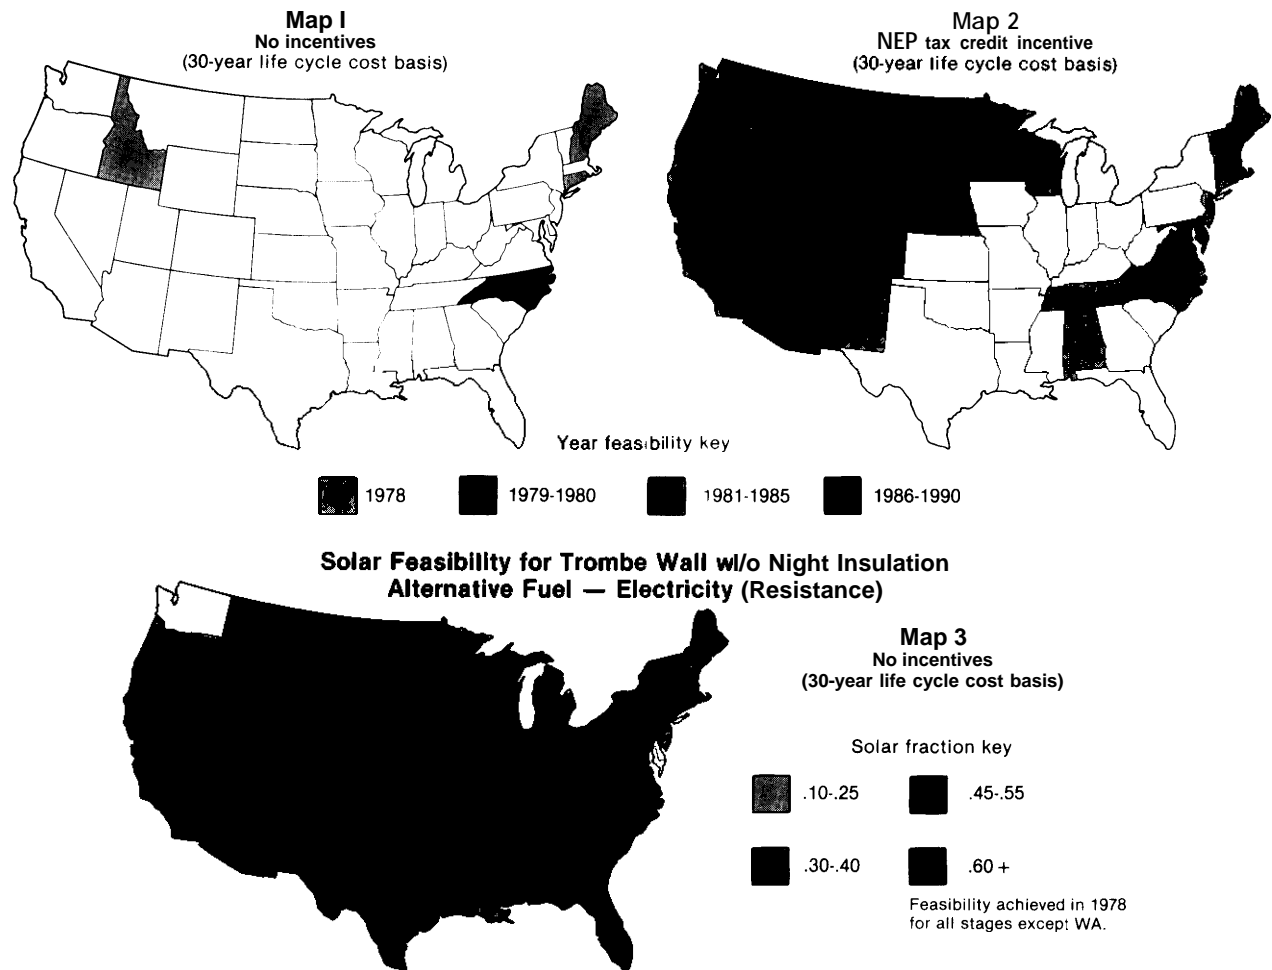 Map I
No incentives
(30-year life cycle cost basis)
Map 2
NEP tax credit incentive
(30-year life cycle cost basis)
Year feasibility key
1978
1979-1980
1981-1985
1986-1990
Solar Feasibility for Trombe Wall wl/o Night Insulation
Alternative Fuel — Electricity (Resistance)
Map 3
No incentives
(30-year life cycle cost basis)
Solar fraction key
.10-.25
.45-.55
.30-.40
.60 +
Feasibility achieved in 1978
for all stages except WA.